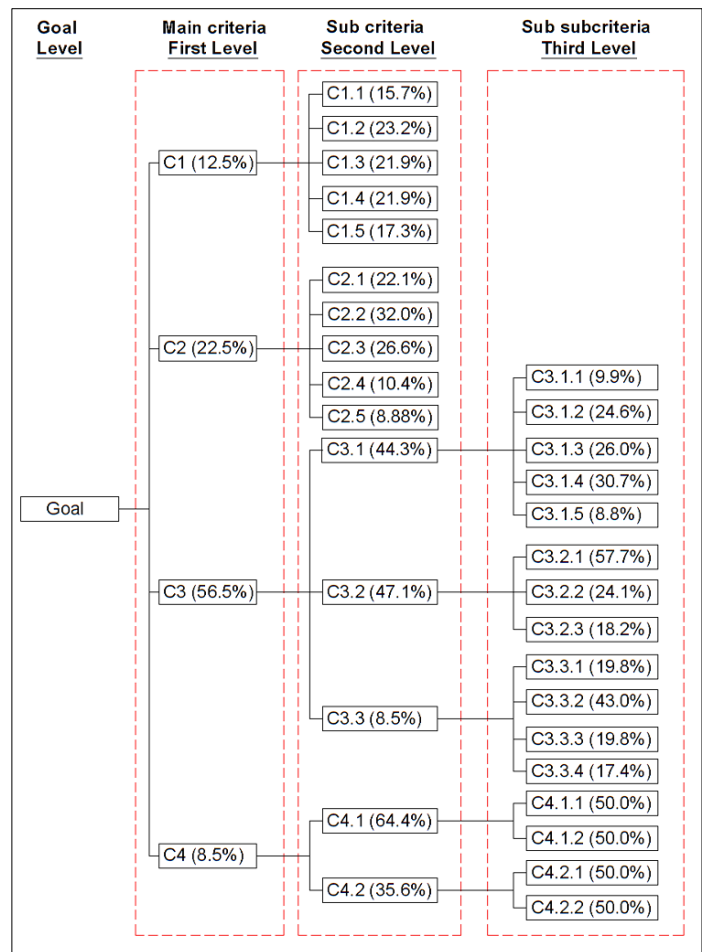 Goal
Level
Main criteria
First Level
Sub criteria
Second Level
Sub subcriteria
Third Level
Goal
C1 (12.5%)
C2 (22.5%)
C3 (56.5%)
C4 (8.5%)
C1.1 (15.7%)
C1.2 (23.2%)
C1.3 (21.9%)
C1.4 (21.9%)
C1.5 (17.3%)
C2.1 (22.1%)
C2.2 (32.0%)
C2.3 (26.6%)
C2.4 (10.4%)
C2.5 (8.88%)
C3.1 (44.3%)
C3.2 (47.1%)
C3.3 (8.5%)
C4.1 (64.4%)
C4.2 (35.6%)
C3.1.1 (9.9%)
C3.1.2 (24.6%)
C3.1.3 (26.0%)
C3.1.4 (30.7%)
C3.1.5 (8.8%)
C3.2.1 (57.7%)
C3.2.2 (24.1%)
C3.2.3 (18.2%)
C3.3.1 (19.8%)
C3.3.2 (43.0%)
C3.3.3 (19.8%)
C3.3.4 (17.4%)
C4.1.1 (50.0%)
C4.1.2 (50.0%)
C4.2.1 (50.0%)
C4.2.2 (50.0%)